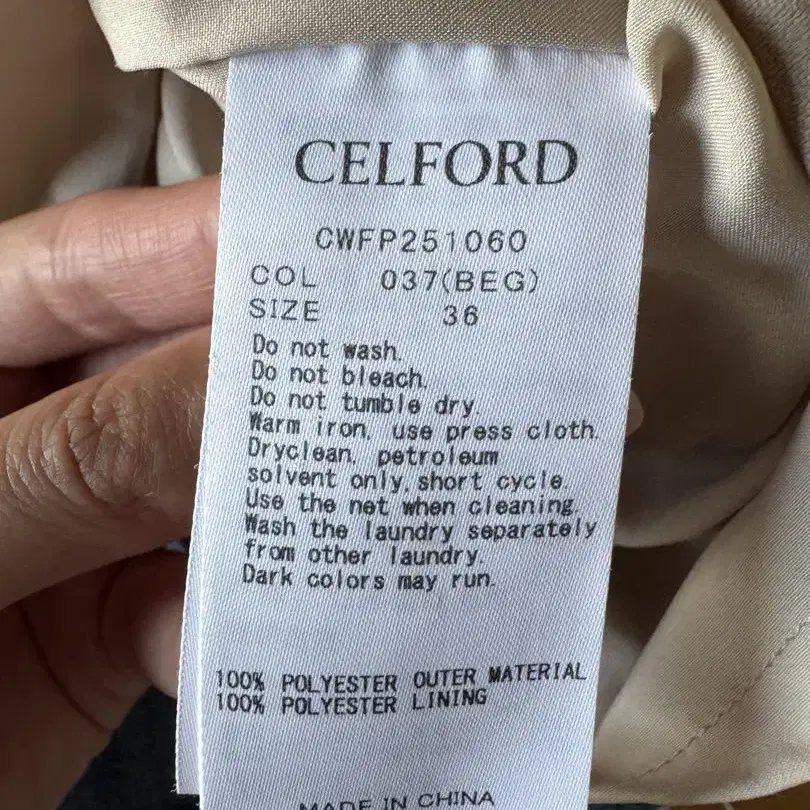 CELFORD
CWFP251060
COL 037(BEG)
SIZE 36
Do not wash.
Do not bleach.
Do not tumble dry.
Warm iron, use press cloth.
Dryclean, petroleum
solvent only, short cycle.
Use the net when cleaning.
Wash the laundry separately
from other laundry.
Dark colors may run.
100% POLYESTER OUTER MATERIAL
100% POLYESTER LINING
MADE IN CHINA